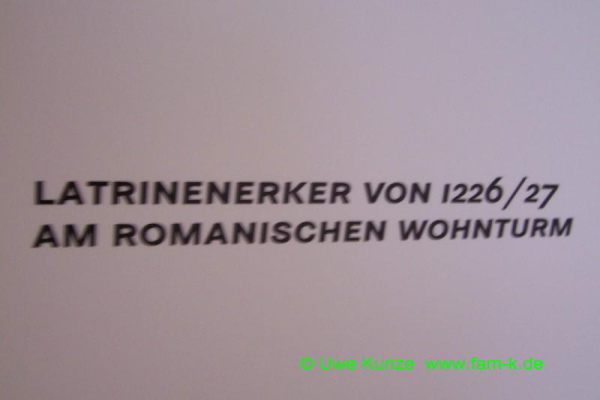 LATRINENERKER VON 1226/27
AM ROMANISCHEN WOHNTURM
© Uwe Kunze www.fam-k.de